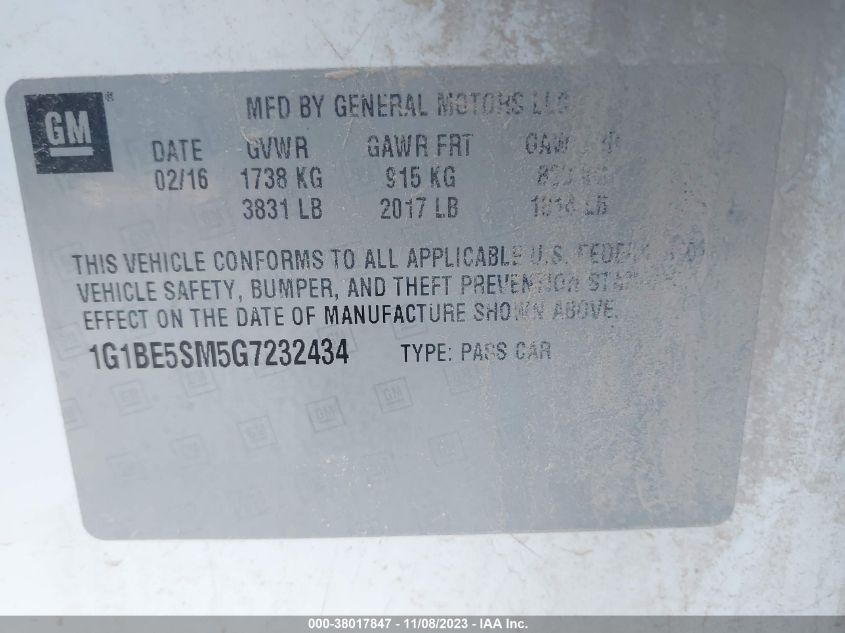 GM
MFD BY GENERAL MOTORS LLC
DATE GVWR GAWR FRT
02/16 1738 KG 915 KG
3831 LB 2017 LB LB
THIS VEHICLE CONFORMS TO ALL APPLICABLE U.S.
VEHICLE SAFETY, BUMPER, AND THEFT PREVENTION
EFFECT ON THE DATE OF MANUFACTURE SHOWN ABOVE.
1G1BE5SM5G7232434 TYPE: PASS CAR
000-38017847 - 11/08/2023 - IAA Inc.